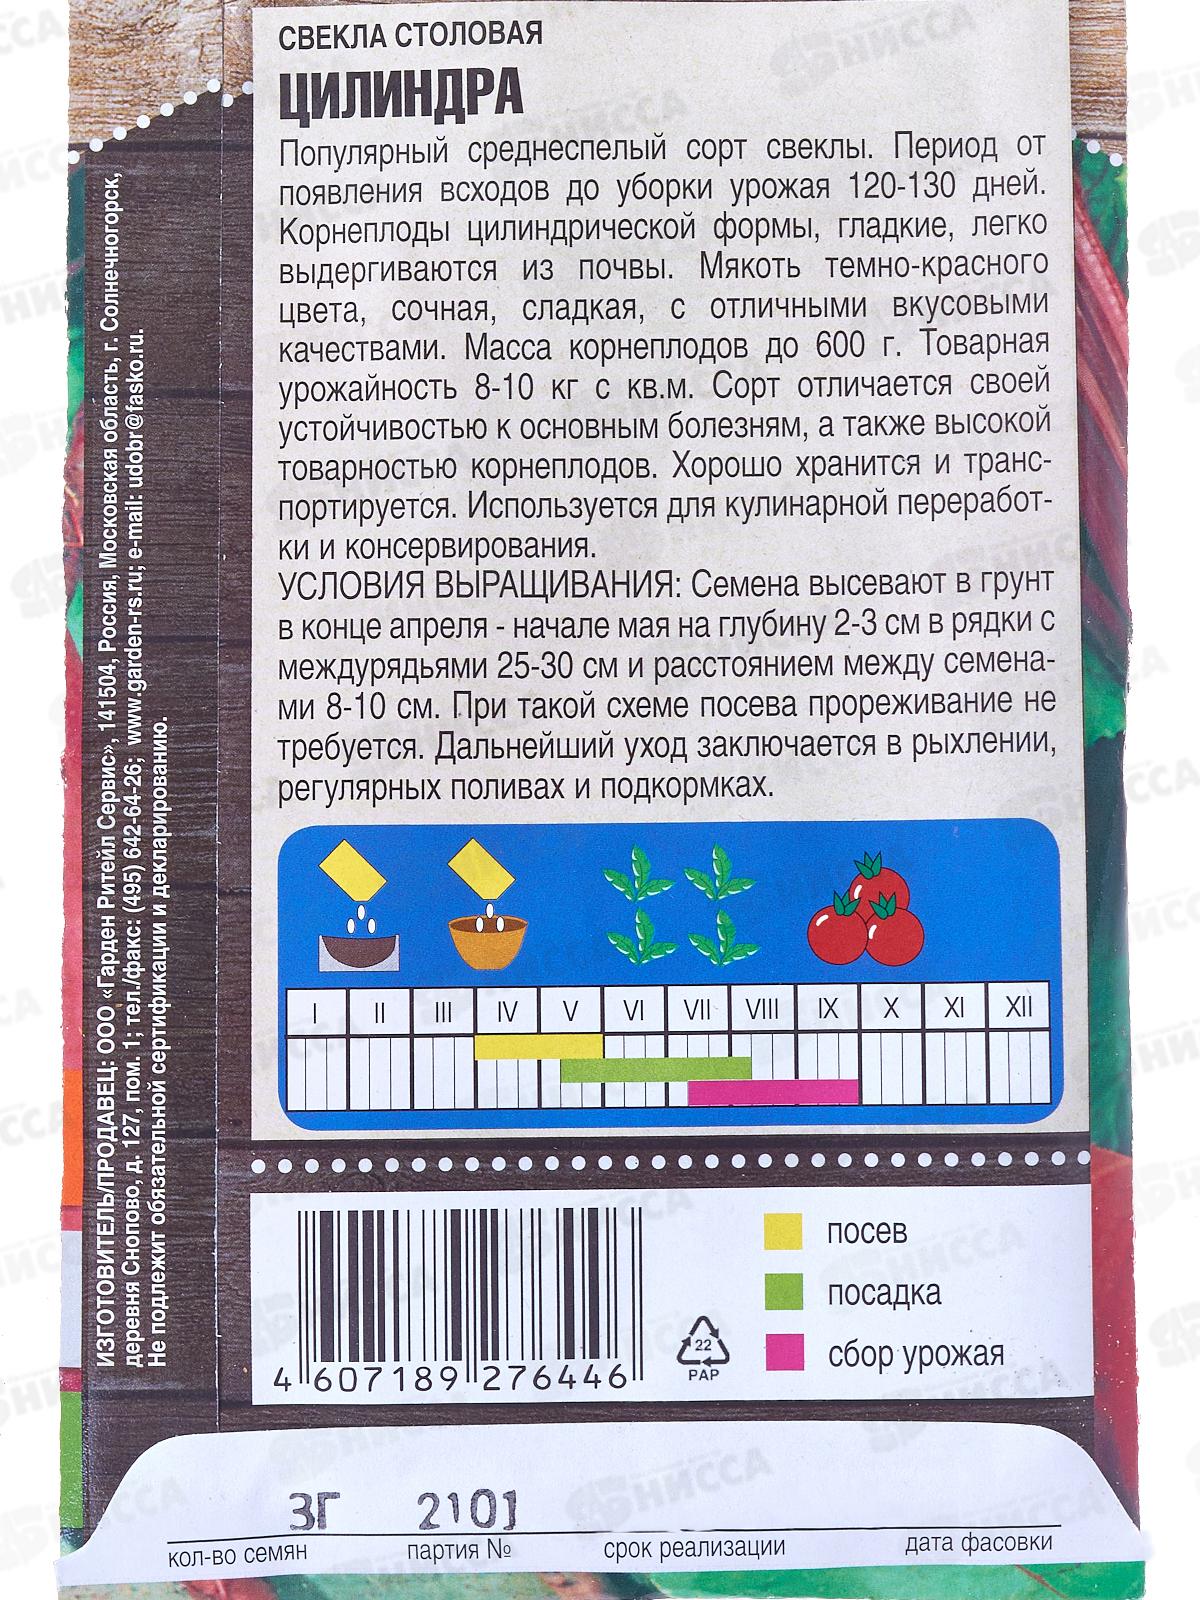 СВЕКЛА СТОЛОВАЯ
ЦИЛИНДРА
Популярный среднеспелый сорт свеклы. Период от
появления всходов до уборки урожая 120-130 дней.
Корнеплоды цилиндрической формы, гладкие, легко
выдергиваются из почвы. Мякоть темно-красного
цвета, сочная, сладкая, с отличными вкусовыми
качествами. Масса корнеплодов до 600 г. Товарная
урожайность 8-10 кг с кв.м. Сорт отличается своей
устойчивостью к основным болезням, а также высокой
товарностью корнеплодов. Хорошо хранится и транс-
портируется. Используется для кулинарной переработ-
ки и консервирования.
УСЛОВИЯ ВЫРАЩИВАНИЯ: Семена высевают в грунт
в конце апреля - начале мая на глубину 2-3 см в рядки с
междурядьями 25-30 см и расстоянием между семена-
ми 8-10 см. При такой схеме посева прореживание не
требуется. Дальнейший уход заключается в рыхлении,
регулярных поливах и подкормках.
I II III IV V VI VII VIII IX X XI XII
посев
посадка
сбор урожая
4 607189 276446
22
PAP
3Г 2101
кол-во семян партия № срок реализации дата фасовки
ИЗГОТОВИТЕЛЬ/ПРОДАВЕЦ: ООО «Гарден Ритейл Сервис», 141504, Россия, Московская область, г. Солнечногорск,
деревня Снопово, д. 127, пом. 1; тел./факс: (495) 642-64-26; www.garden-rs.ru; e-mail: udobr@fasko.ru.
Не подлежит обязательной сертификации и декларированию.
НИССА